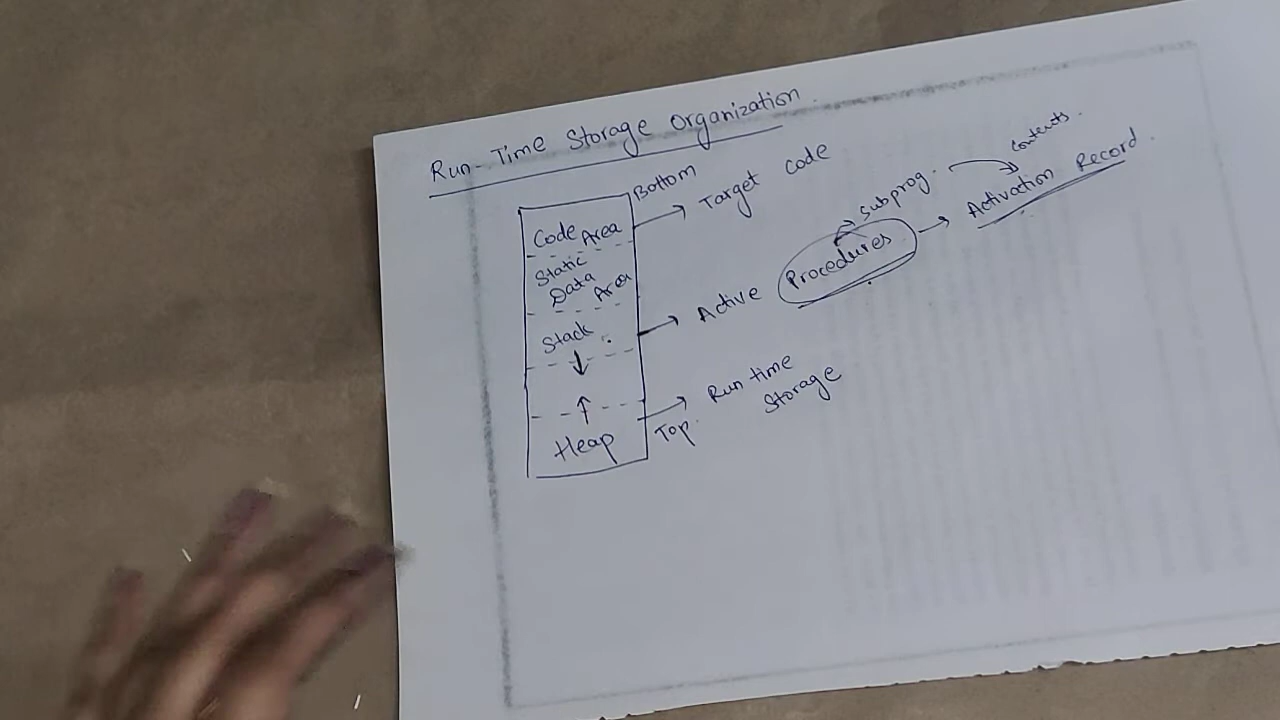 Run-Time Storage Organization.
Bottom
Code Area
Target code
Static
Data
Area
Stack
Active Procedures
subprog.
contents.
Activation Record.
Heap
Top.
Run time
Storage